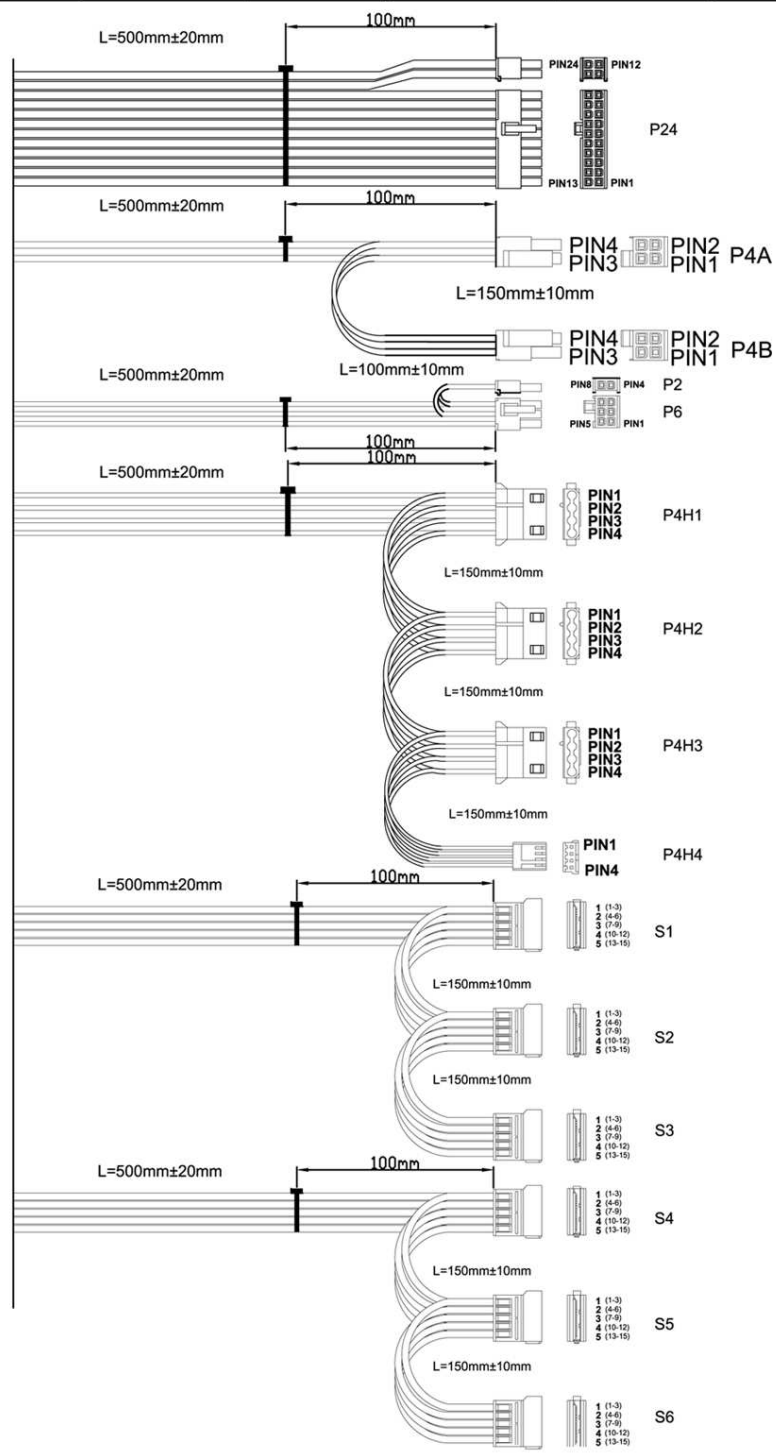 100mm
L=500mm±20mm
PIN24 PIN12
P24
PIN13 PIN1
L=500mm±20mm
100mm
PIN4 PIN2
PIN3 PIN1
P4A
L=150mm±10mm
PIN4 PIN2
PIN3 PIN1
P4B
L=100mm±10mm
L=500mm±20mm
PIN8 PIN4
P2
P6
PIN5 PIN1
100mm
100mm
L=500mm±20mm
PIN1
PIN2
PIN3
PIN4
P4H1
L=150mm±10mm
PIN1
PIN2
PIN3
PIN4
P4H2
L=150mm±10mm
PIN1
PIN2
PIN3
PIN4
P4H3
L=150mm±10mm
PIN1
PIN4
P4H4
L=500mm±20mm
100mm
1 (1-3)
2 (4-6)
3 (7-9)
4 (10-12)
5 (13-15)
S1
L=150mm±10mm
1 (1-3)
2 (4-6)
3 (7-9)
4 (10-12)
5 (13-15)
S2
L=150mm±10mm
1 (1-3)
2 (4-6)
3 (7-9)
4 (10-12)
5 (13-15)
S3
L=500mm±20mm
100mm
1 (1-3)
2 (4-6)
3 (7-9)
4 (10-12)
5 (13-15)
S4
L=150mm±10mm
1 (1-3)
2 (4-6)
3 (7-9)
4 (10-12)
5 (13-15)
S5
L=150mm±10mm
1 (1-3)
2 (4-6)
3 (7-9)
4 (10-12)
5 (13-15)
S6